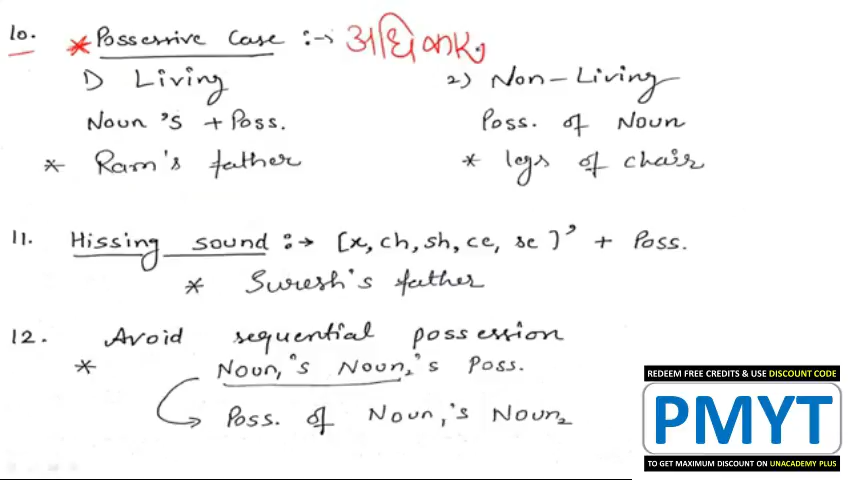 10. * Possessive Case :→ अधिकार
1) Living
2) Non-Living
Noun 's + Poss.
Poss. of Noun
* Ram's father
* legs of chair
11. Hissing sound :→ [x, ch, sh, ce, se ]' + Poss.
* Suresh's father
12. Avoid sequential possession
* Noun₁'s Noun₂'s Poss.
Poss. of Noun₁'s Noun₂
REDEEM FREE CREDITS & USE DISCOUNT CODE
PMYT
TO GET MAXIMUM DISCOUNT ON UNACADEMY PLUS